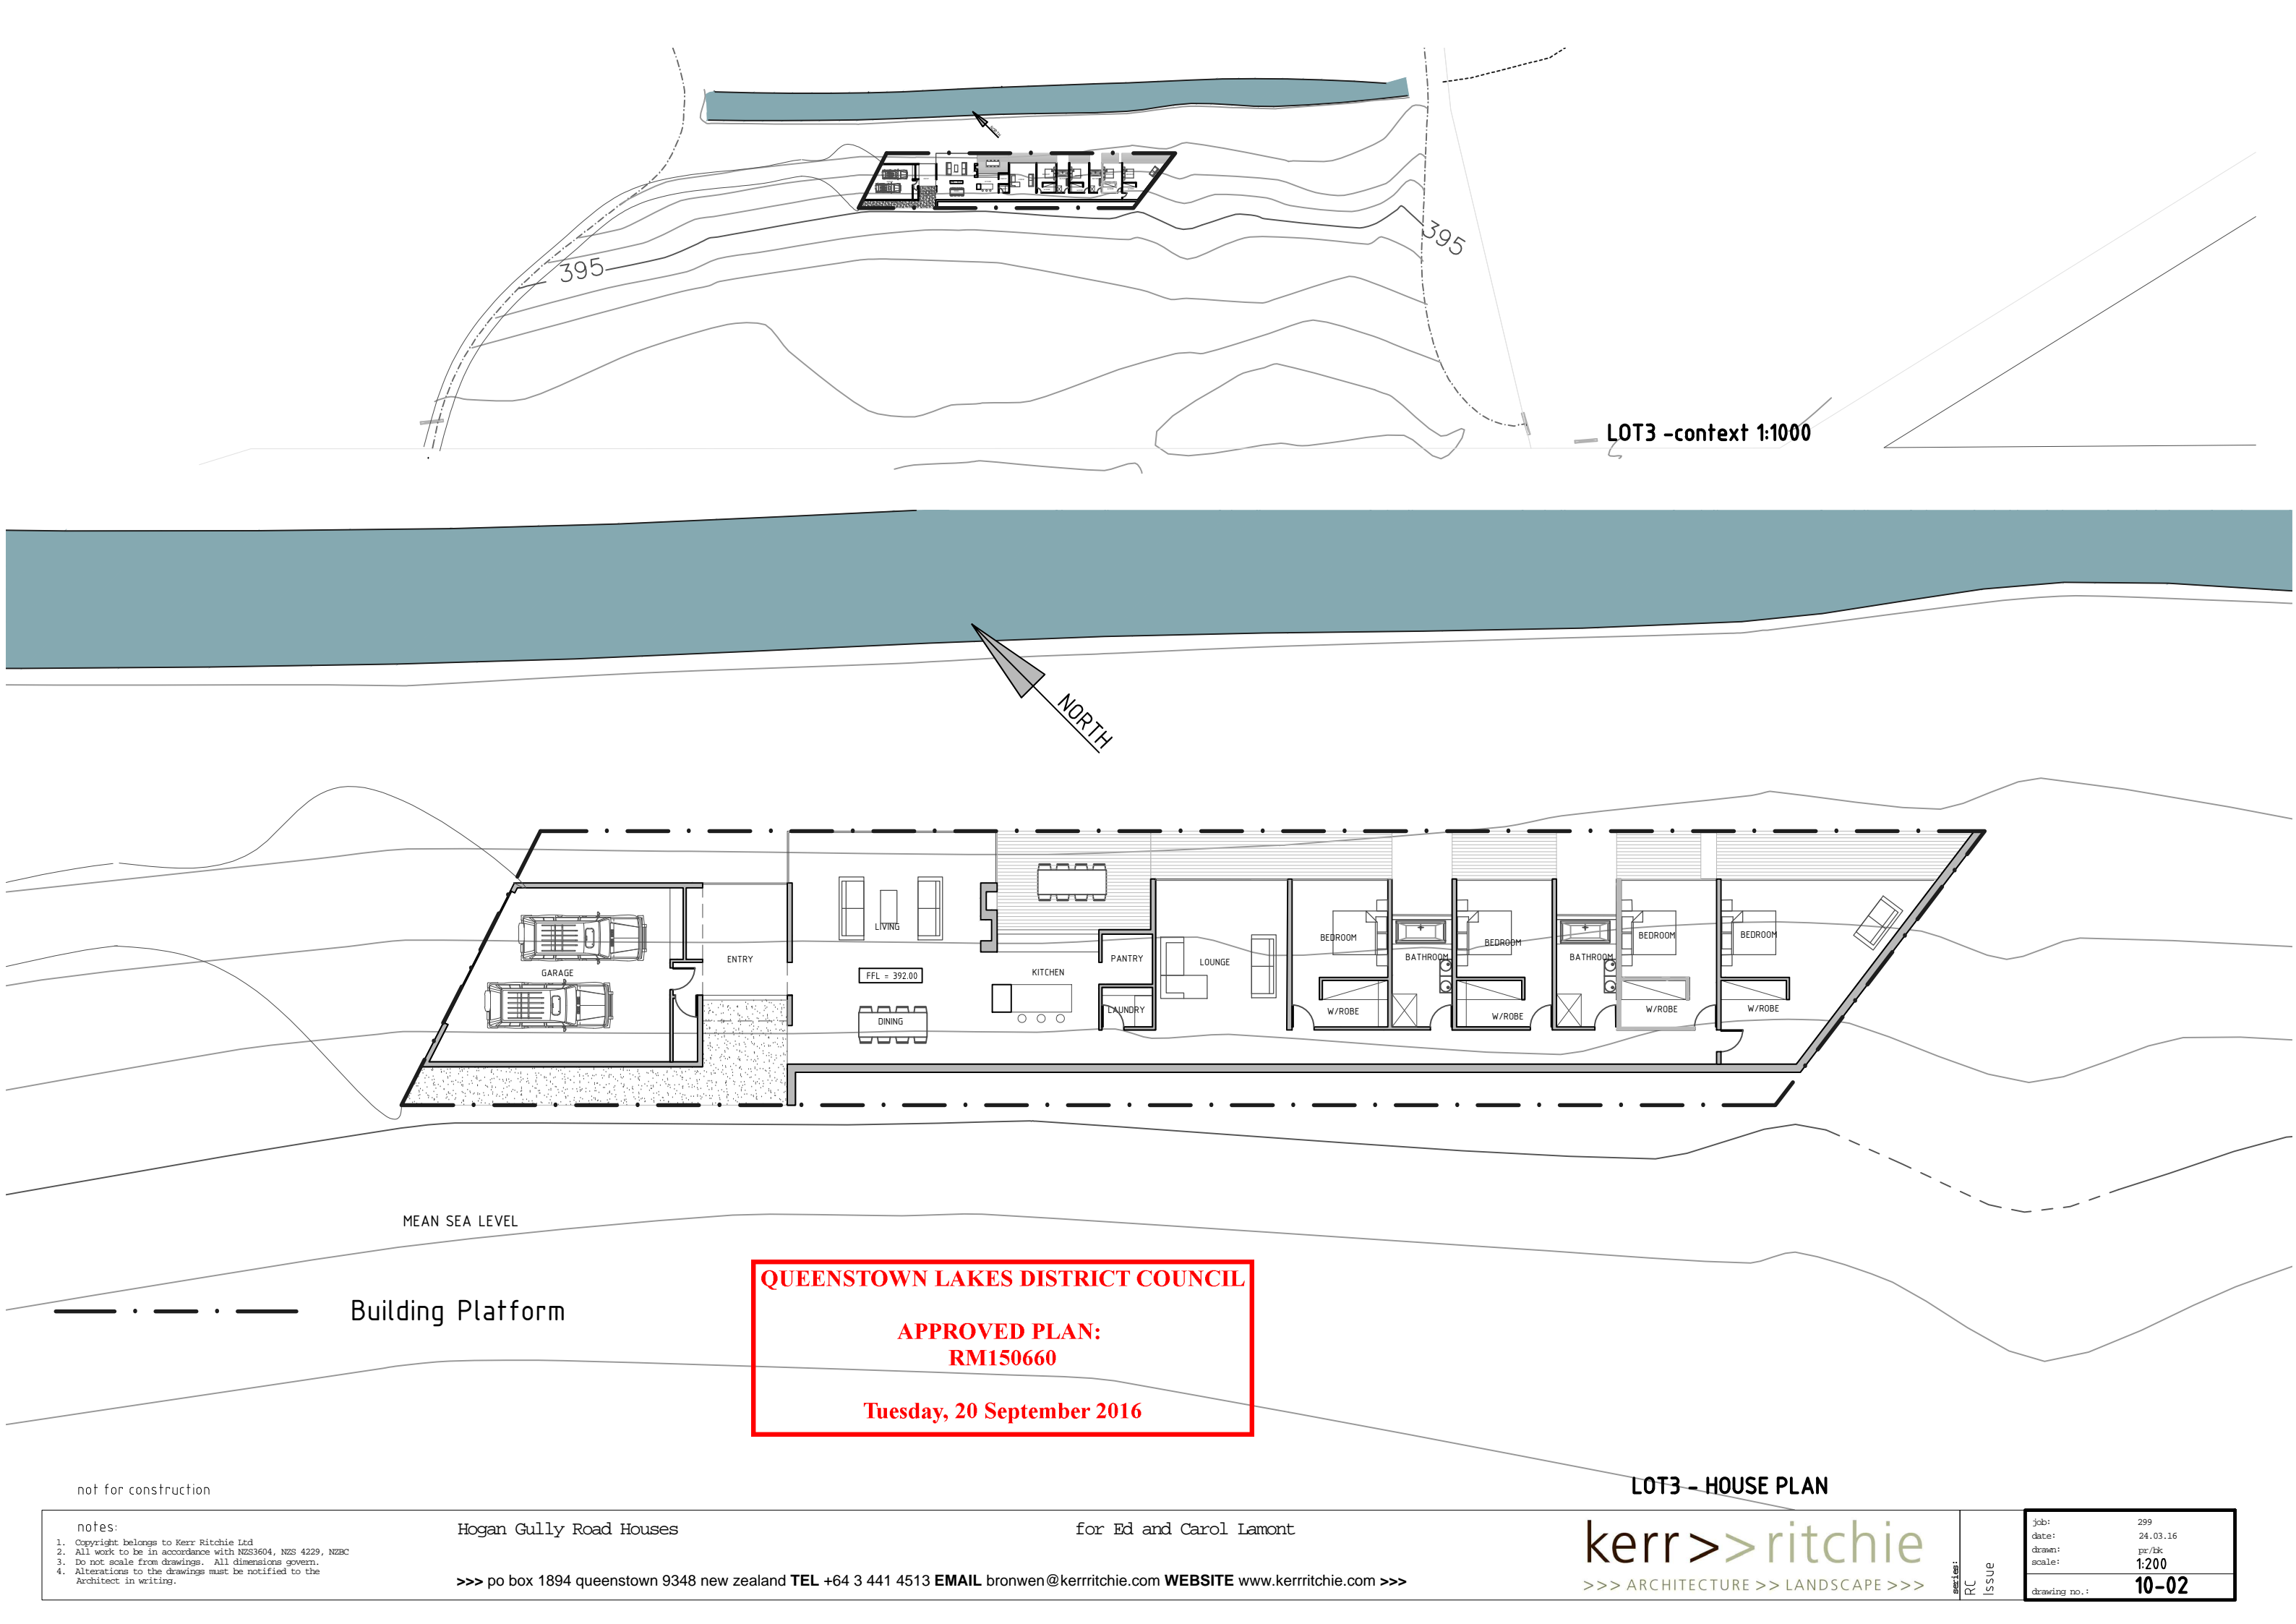 395
395
LOT3 -context 1:1000
NORTH
GARAGE
ENTRY
LIVING
FFL = 392.00
DINING
KITCHEN
PANTRY
LAUNDRY
LOUNGE
BEDROOM
W/ROBE
BATHROOM
BEDROOM
W/ROBE
BATHROOM
BEDROOM
W/ROBE
BEDROOM
W/ROBE
MEAN SEA LEVEL
Building Platform
QUEENSTOWN LAKES DISTRICT COUNCIL
APPROVED PLAN:
RM150660
Tuesday, 20 September 2016
not for construction
LOT3 - HOUSE PLAN
notes:
1. Copyright belongs to Kerr Ritchie Ltd
2. All work to be in accordance with NZS3604, NZS 4229, NZBC
3. Do not scale from drawings. All dimensions govern.
4. Alterations to the drawings must be notified to the
Architect in writing.
Hogan Gully Road Houses
for Ed and Carol Lamont
>>> po box 1894 queenstown 9348 new zealand TEL +64 3 441 4513 EMAIL bronwen@kerrritchie.com WEBSITE www.kerrritchie.com >>>
kerr>>ritchie
>>> ARCHITECTURE >> LANDSCAPE >>>
series:
RC
Issue
job: 299
date: 24.03.16
drawn: pr/bk
scale: 1:200
drawing no.: 10-02